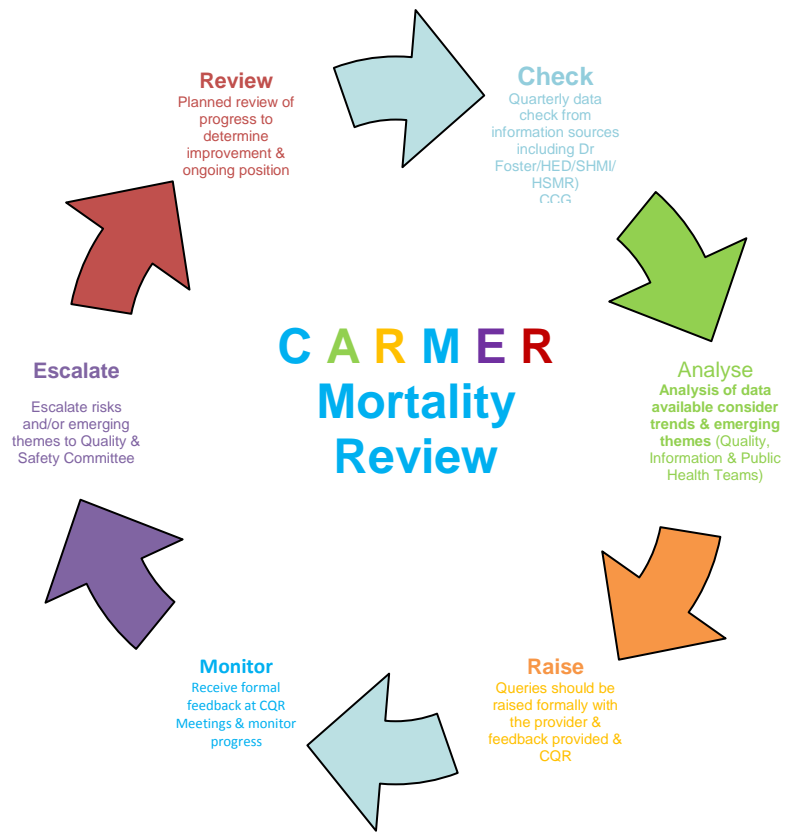 Review
Planned review of
progress to
determine
improvement &
ongoing position
Check
Quarterly data
check from
information sources
including Dr
Foster/HED/SHMI/
HSMR)
CCG
C A R M E R
Mortality
Review
Escalate
Escalate risks
and/or emerging
themes to Quality &
Safety Committee
Analyse
Analysis of data
available consider
trends & emerging
themes (Quality,
Information & Public
Health Teams)
Monitor
Receive formal
feedback at CQR
Meetings & monitor
progress
Raise
Queries should be
raised formally with
the provider &
feedback provided &
CQR